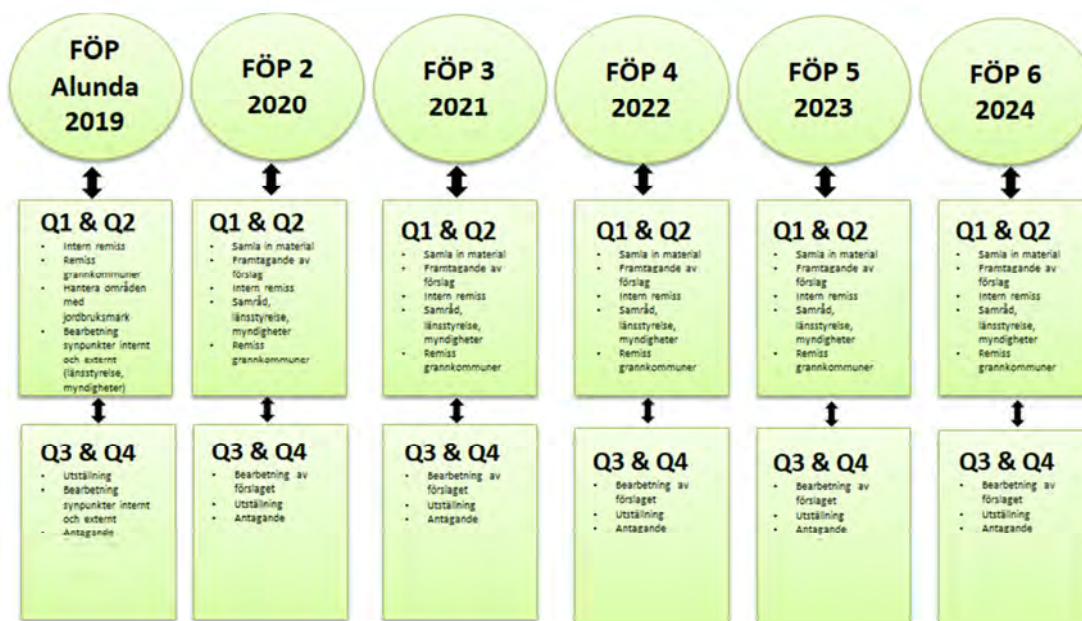 FÖP
Alunda
2019
Q1 & Q2
• Intern remiss
• Remiss
grannkommuner
• Hantera områden
med
jordbruksmark
• Bearbetning
synpunkter internt
och externt
(länsstyrelse,
myndigheter)
Q3 & Q4
• Utställning
• Bearbetning
synpunkter internt
och externt
• Antagande
FÖP 2
2020
Q1 & Q2
• Samla in material
• Framtagande av
förslag
• Intern remiss
• Samråd,
länsstyrelse,
myndigheter
• Remiss
grannkommuner
Q3 & Q4
• Bearbetning av
förslaget
• Utställning
• Antagande
FÖP 3
2021
Q1 & Q2
• Samla in material
• Framtagande av
förslag
• Intern remiss
• Samråd,
länsstyrelse,
myndigheter
• Remiss
grannkommuner
Q3 & Q4
• Bearbetning av
förslaget
• Utställning
• Antagande
FÖP 4
2022
Q1 & Q2
• Samla in material
• Framtagande av
förslag
• Intern remiss
• Samråd,
länsstyrelse,
myndigheter
• Remiss
grannkommuner
Q3 & Q4
• Bearbetning av
förslaget
• Utställning
• Antagande
FÖP 5
2023
Q1 & Q2
• Samla in material
• Framtagande av
förslag
• Intern remiss
• Samråd,
länsstyrelse,
myndigheter
• Remiss
grannkommuner
Q3 & Q4
• Bearbetning av
förslaget
• Utställning
• Antagande
FÖP 6
2024
Q1 & Q2
• Samla in material
• Framtagande av
förslag
• Intern remiss
• Samråd,
länsstyrelse,
myndigheter
• Remiss
grannkommuner
Q3 & Q4
• Bearbetning av
förslaget
• Utställning
• Antagande